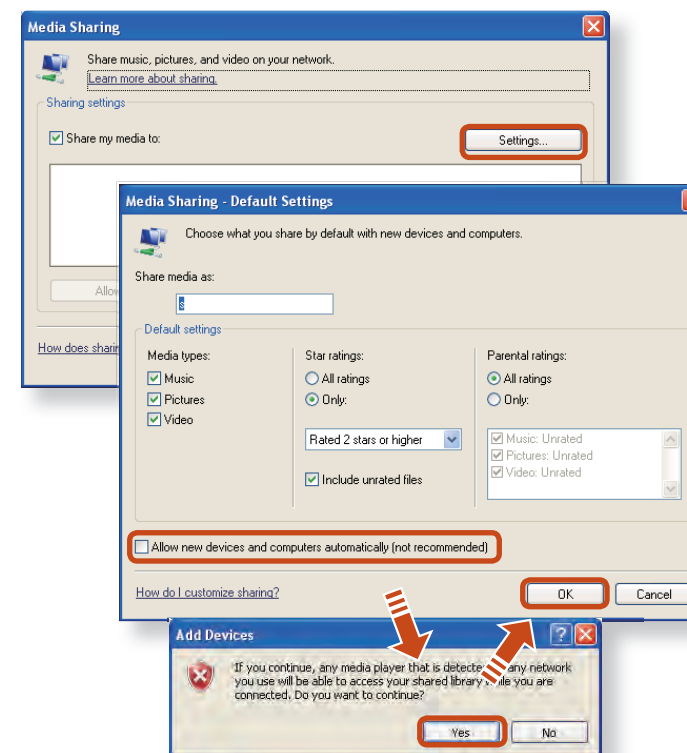 Media Sharing
Share music, pictures, and video on your network.
Learn more about sharing.
Sharing settings
Share my media to:
Settings...
Allow
How does sharin
Media Sharing - Default Settings
Choose what you share by default with new devices and computers.
Share media as:
s
Default settings
Media types:
Music
Pictures
Video
Star ratings:
All ratings
Only:
Rated 2 stars or higher
Include unrated files
Parental ratings:
All ratings
Only:
Music: Unrated
Pictures: Unrated
Video: Unrated
Allow new devices and computers automatically (not recommended)
How do I customize sharing?
OK
Cancel
Add Devices
If you continue, any media player that is detected any network
you use will be able to access your shared library while you are
connected. Do you want to continue?
Yes
No